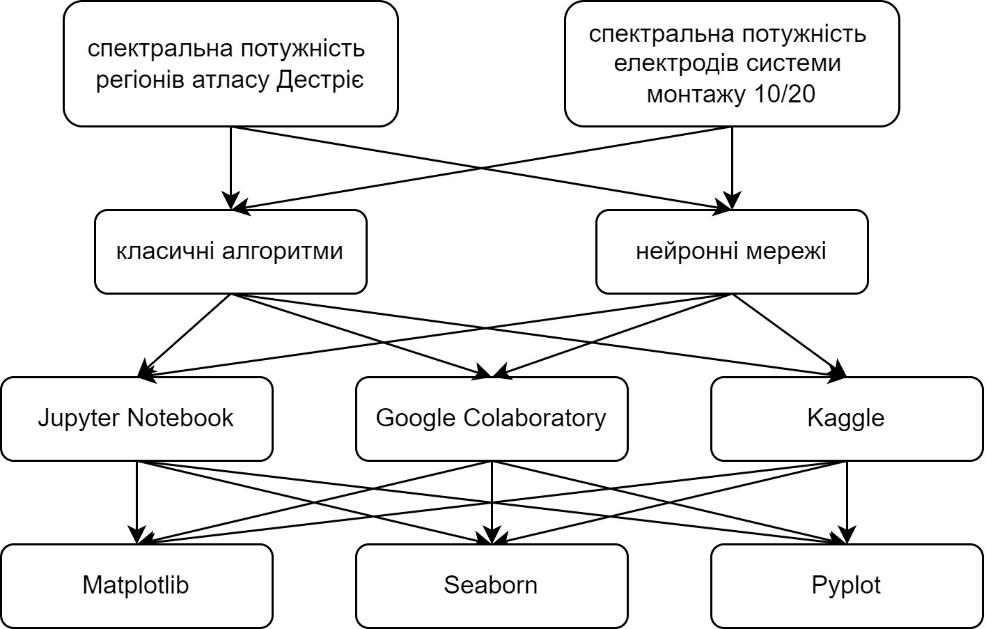 спектральна потужність
регіонів атласу Дестріє
спектральна потужність
електродів системи
монтажу 10/20
класичні алгоритми
нейронні мережі
Jupyter Notebook
Google Colaboratory
Kaggle
Matplotlib
Seaborn
Pyplot